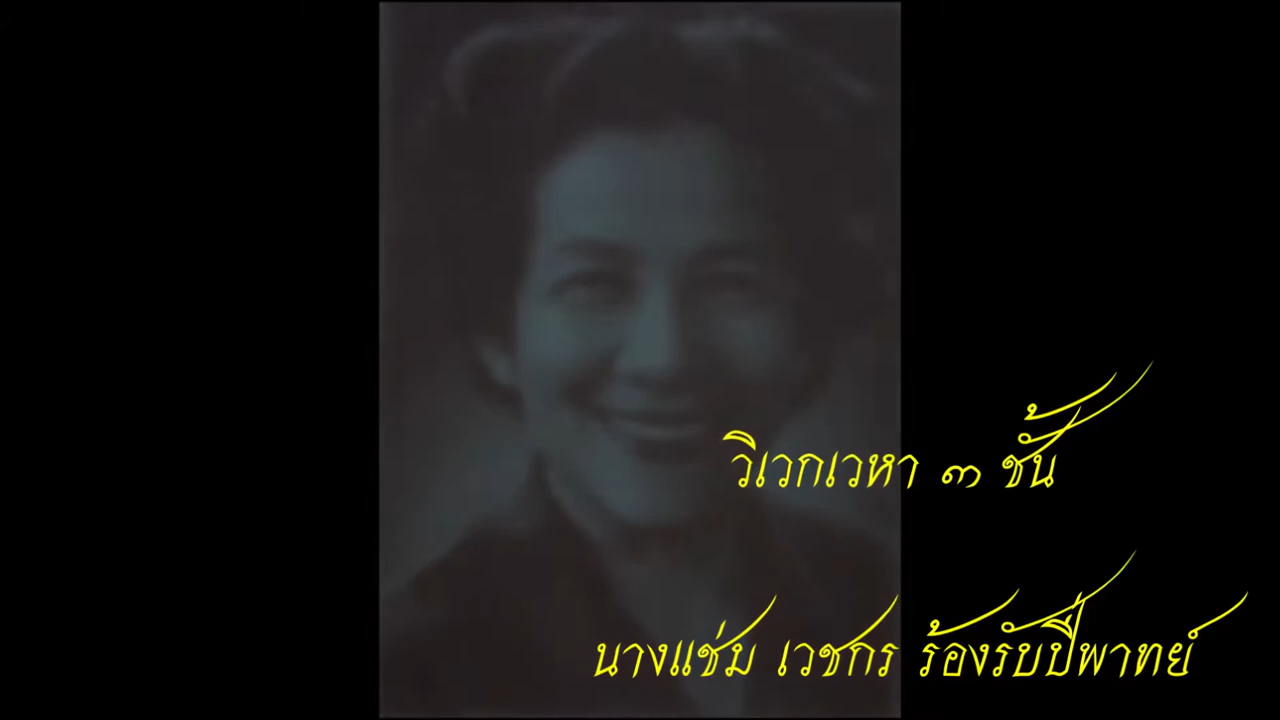 วิเวกเวหา ๓ ชั้น
นางแช่ม เวชกร ร้องรับปี่พาทย์